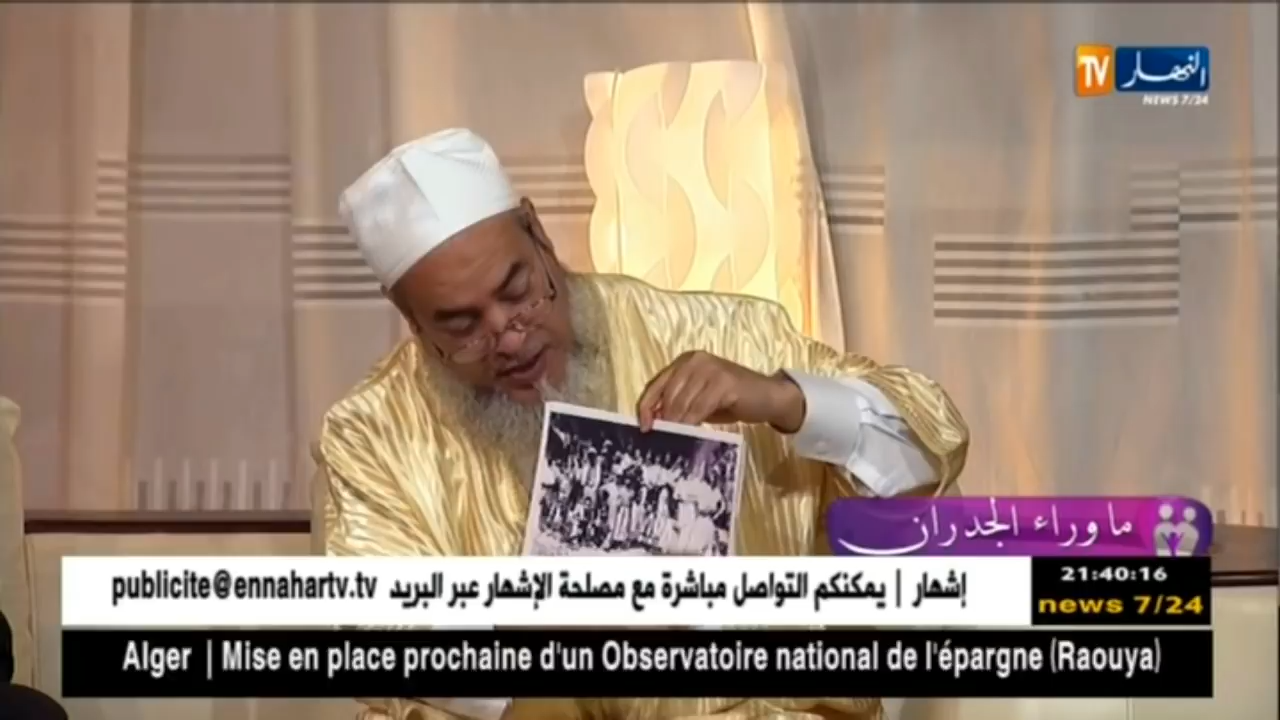 النهار TV
NEWS 7/24
ما وراء الجدران
إشهار | يمكنكم التواصل مباشرة مع مصلحة الإشهار عبر البريد publicite@ennahartv.tv
21:40:16
news 7/24
Alger | Mise en place prochaine d'un Observatoire national de l'épargne (Raouya)